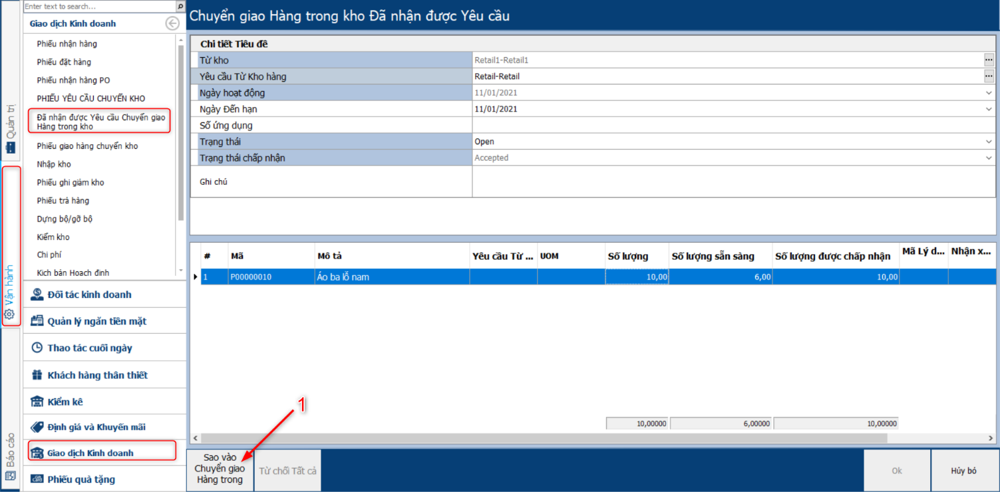 Enter text to search...
Giao dịch Kinh doanh
Phiếu nhận hàng
Phiếu đặt hàng
Phiếu nhận hàng PO
PHIẾU YÊU CẦU CHUYỂN KHO
Đã nhận được Yêu cầu Chuyển giao
Hàng trong kho
Phiếu giao hàng chuyển kho
Nhập kho
Phiếu ghi giảm kho
Phiếu trả hàng
Dựng bộ/gỡ bộ
Kiểm kho
Chi phí
Kịch bản Hoạch định
Đối tác kinh doanh
Quản lý ngăn tiền mặt
Thao tác cuối ngày
Khách hàng thân thiết
Kiểm kê
Định giá và Khuyến mãi
Giao dịch Kinh doanh
Phiếu quà tặng
Quản trị
Vận hành
Báo cáo
Chuyển giao Hàng trong kho Đã nhận được Yêu cầu
Chi tiết Tiêu đề
Từ kho Retail1-Retail1
Yêu cầu Từ Kho hàng Retail-Retail
Ngày hoạt động 11/01/2021
Ngày Đến hạn 11/01/2021
Số ứng dụng
Trạng thái Open
Trạng thái chấp nhận Accepted
Ghi chú
# Mã Mô tả Yêu cầu Từ ... UOM Số lượng Số lượng sẵn sàng Số lượng được chấp nhận Mã Lý d... Nhận x...
1 P00000010 Áo ba lỗ nam 10,00 6,00 10,00
10,00000 6,00000 10,00000
1
Sao vào
Chuyển giao
Hàng trong
Từ chối Tất cả
Ok
Hủy bỏ